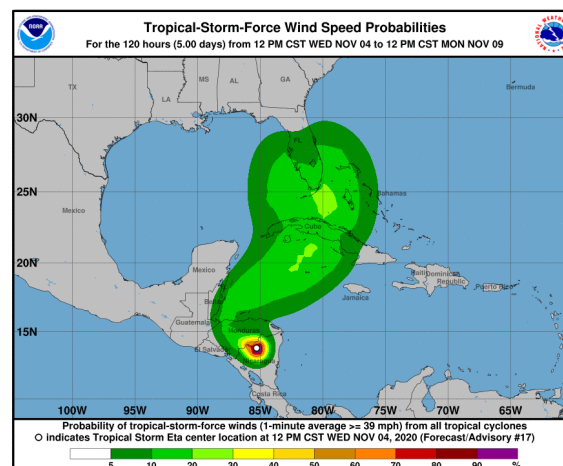 Tropical-Storm-Force Wind Speed Probabilities
For the 120 hours (5.00 days) from 12 PM CST WED NOV 04 to 12 PM CST MON NOV 09
NOAA
TX
LA
MS
AL
GA
Bermuda
30N
FL
25N
Mexico
Bahamas
Cuba
20N
Mexico
Haiti
Dominican
Republic
Puerto Rico
Jamaica
Belize
15N
Guatemala
Honduras
El Salvador
Nicaragua
Costa Rica
100W 95W 90W 85W 80W 75W 70W 65W
Probability of tropical-storm-force winds (1-minute average >= 39 mph) from all tropical cyclones
indicates Tropical Storm Eta center location at 12 PM CST WED NOV 04, 2020 (Forecast/Advisory #17)
5 10 20 30 40 50 60 70 80 90 %